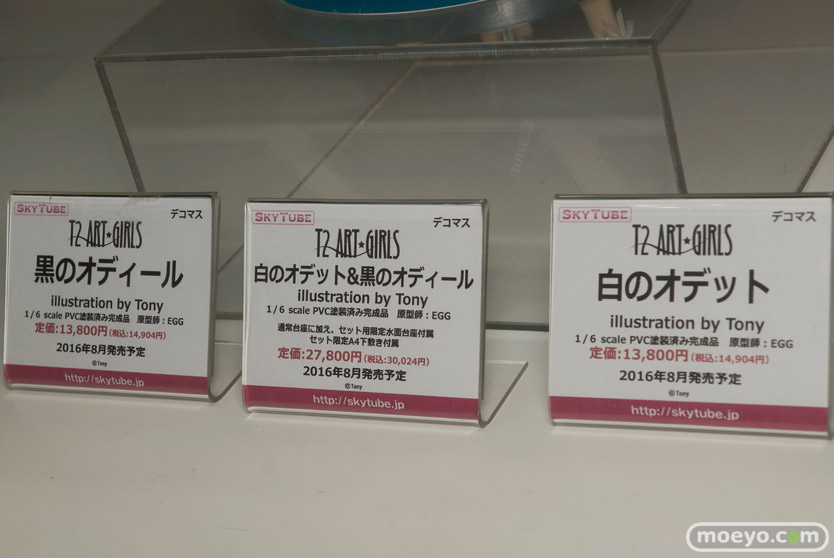 SKYTUBE
デコマス
T2 ART★GIRLS
黒のオディール
illustration by Tony
1/6 scale PVC塗装済み完成品 原型師：EGG
定価:13,800円(税込:14,904円)
2016年8月発売予定
©Tony
http://skytube.jp
SKYTUBE
デコマス
T2 ART★GIRLS
白のオデット&黒のオディール
illustration by Tony
1/6 scale PVC塗装済み完成品 原型師：EGG
通常台座に加え、セット用限定水面台座付属
セット限定A4下敷き付属
定価:27,800円(税込:30,024円)
2016年8月発売予定
©Tony
http://skytube.jp
SKYTUBE
デコマス
T2 ART★GIRLS
白のオデット
illustration by Tony
1/6 scale PVC塗装済み完成品 原型師：EGG
定価:13,800円(税込:14,904円)
2016年8月発売予定
©Tony
http://skytube.jp
moeyo.com